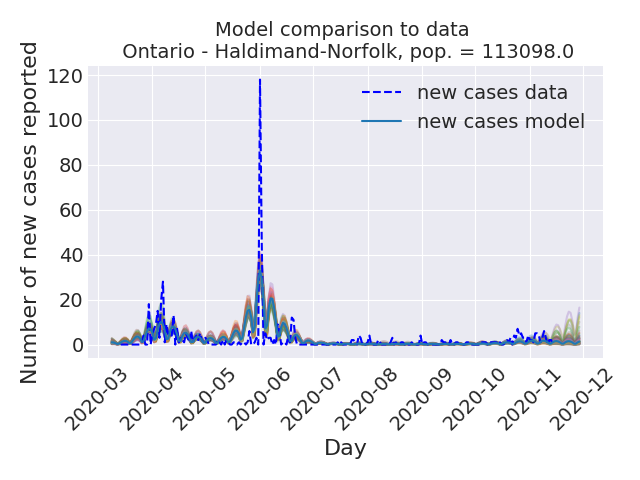 Model comparison to data
Ontario - Haldimand-Norfolk, pop. = 113098.0
new cases data
new cases model
Number of new cases reported
120
100
80
60
40
20
0
2020-03
2020-04
2020-05
2020-06
2020-07
2020-08
2020-09
2020-10
2020-11
2020-12
Day